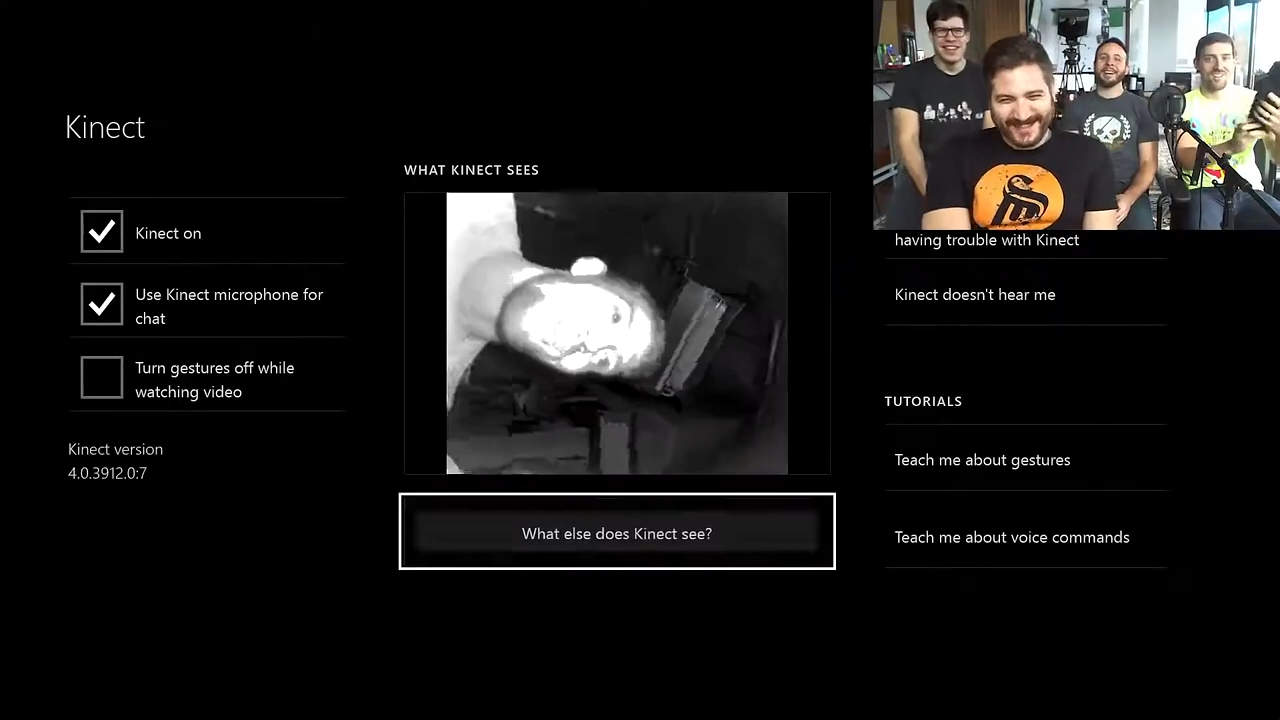 Kinect
Kinect on
Use Kinect microphone for
chat
Turn gestures off while
watching video
Kinect version
4.0.3912.0:7
WHAT KINECT SEES
What else does Kinect see?
having trouble with Kinect
Kinect doesn't hear me
TUTORIALS
Teach me about gestures
Teach me about voice commands